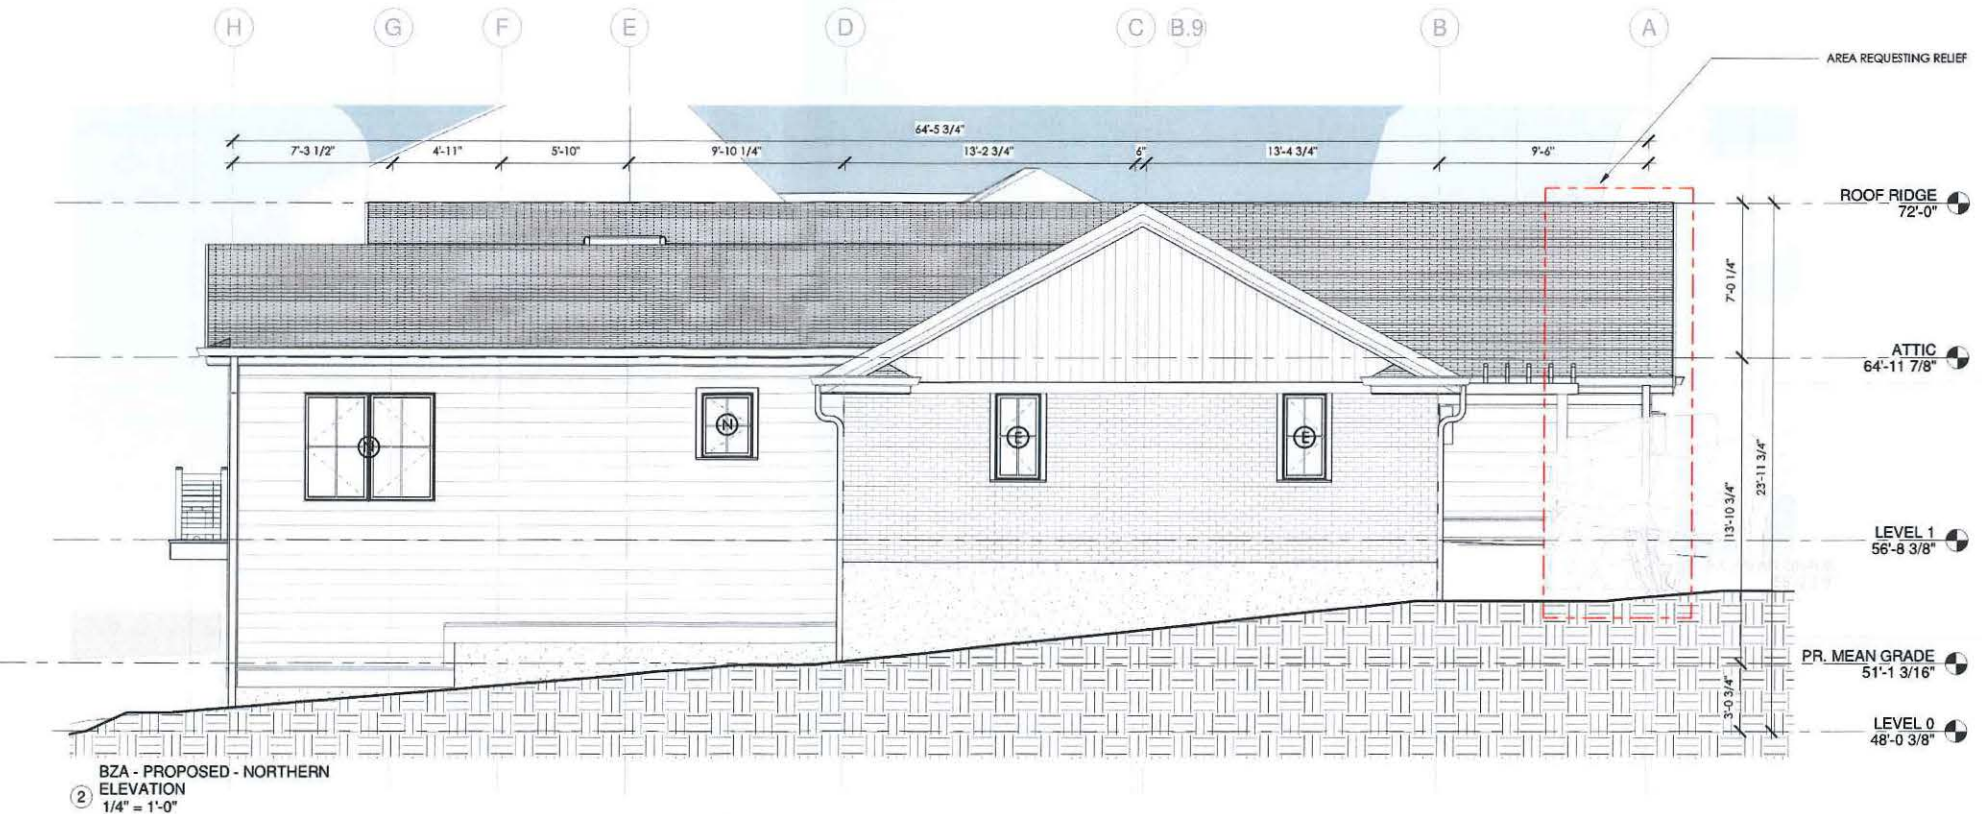 H G F E D C B.9 B A
AREA REQUESTING RELIEF
64'-5 3/4"
7'-3 1/2" 4'-11" 5'-10" 9'-10 1/4" 13'-2 3/4" 6" 13'-4 3/4" 9'-6"
ROOF RIDGE
72'-0"
7'-0 1/4"
ATTIC
64'-11 7/8"
N N E E
23'-11 3/4"
13'-10 3/4"
LEVEL 1
56'-8 3/8"
PR. MEAN GRADE
51'-1 3/16"
3'-0 3/4"
LEVEL 0
48'-0 3/8"
BZA - PROPOSED - NORTHERN
2 ELEVATION
1/4" = 1'-0"